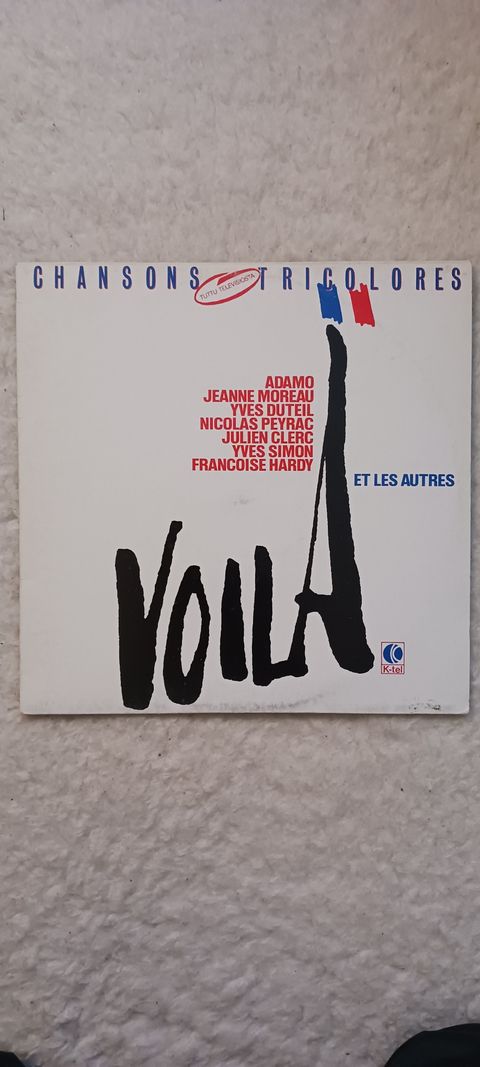 CHANSONS TRICOLORES
TUTTU TELEVISIOSTA
ADAMO
JEANNE MOREAU
YVES DUTEIL
NICOLAS PEYRAC
JULIEN CLERC
YVES SIMON
FRANCOISE HARDY
ET LES AUTRES
VOILÀ
K-tel